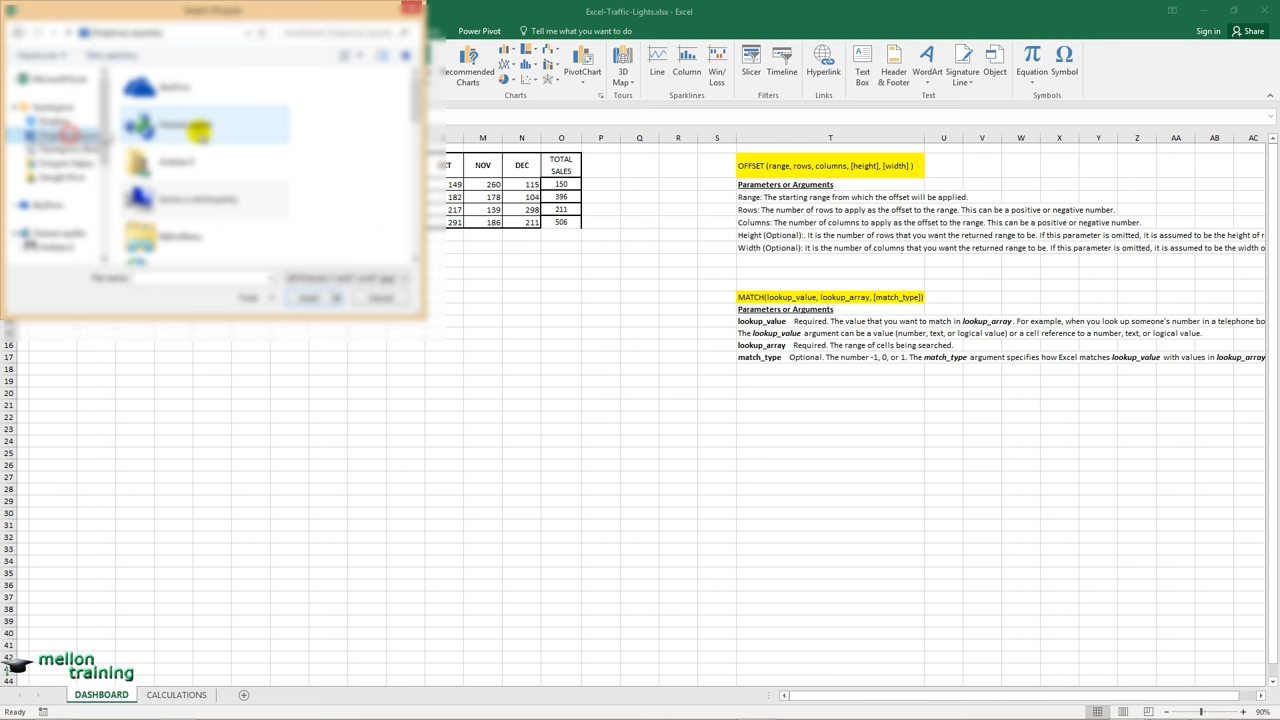 Insert Picture
Excel-Traffic-Lights.xlsx - Excel
Power Pivot
Tell me what you want to do
Sign in
Share
Recommended
Charts
PivotChart
3D
Map
Line
Column
Win/
Loss
Slicer
Timeline
Hyperlink
Text
Box
Header
& Footer
WordArt
Signature
Line
Object
Equation
Symbol
Charts
Tours
Sparklines
Filters
Links
Text
Symbols
M N O P Q R S T U V W X Y Z AA AB AC
CT NOV DEC TOTAL
SALES
149 260 115 150
182 178 104 396
217 139 298 211
291 186 211 506
OFFSET (range, rows, columns, [height], [width] )
Parameters or Arguments
Range: The starting range from which the offset will be applied.
Rows: The number of rows to apply as the offset to the range. This can be a positive or negative number.
Columns: The number of columns to apply as the offset to the range. This can be a positive or negative number.
Height (Optional):. It is the number of rows that you want the returned range to be. If this parameter is omitted, it is assumed to be the height of r
Width (Optional): It is the number of columns that you want the returned range to be. If this parameter is omitted, it is assumed to be the width o
MATCH(lookup_value, lookup_array, [match_type])
Parameters or Arguments
lookup_value Required. The value that you want to match in lookup_array . For example, when you look up someone's number in a telephone bo
The lookup_value argument can be a value (number, text, or logical value) or a cell reference to a number, text, or logical value.
lookup_array Required. The range of cells being searched.
match_type Optional. The number -1, 0, or 1. The match_type argument specifies how Excel matches lookup_value with values in lookup_array
File name:
Tools
Insert
Cancel
16
17
18
19
20
21
22
23
24
25
26
27
28
29
30
31
32
33
34
35
36
37
38
39
40
41
42
43
44
mellon
training
DASHBOARD
CALCULATIONS
Ready
90%